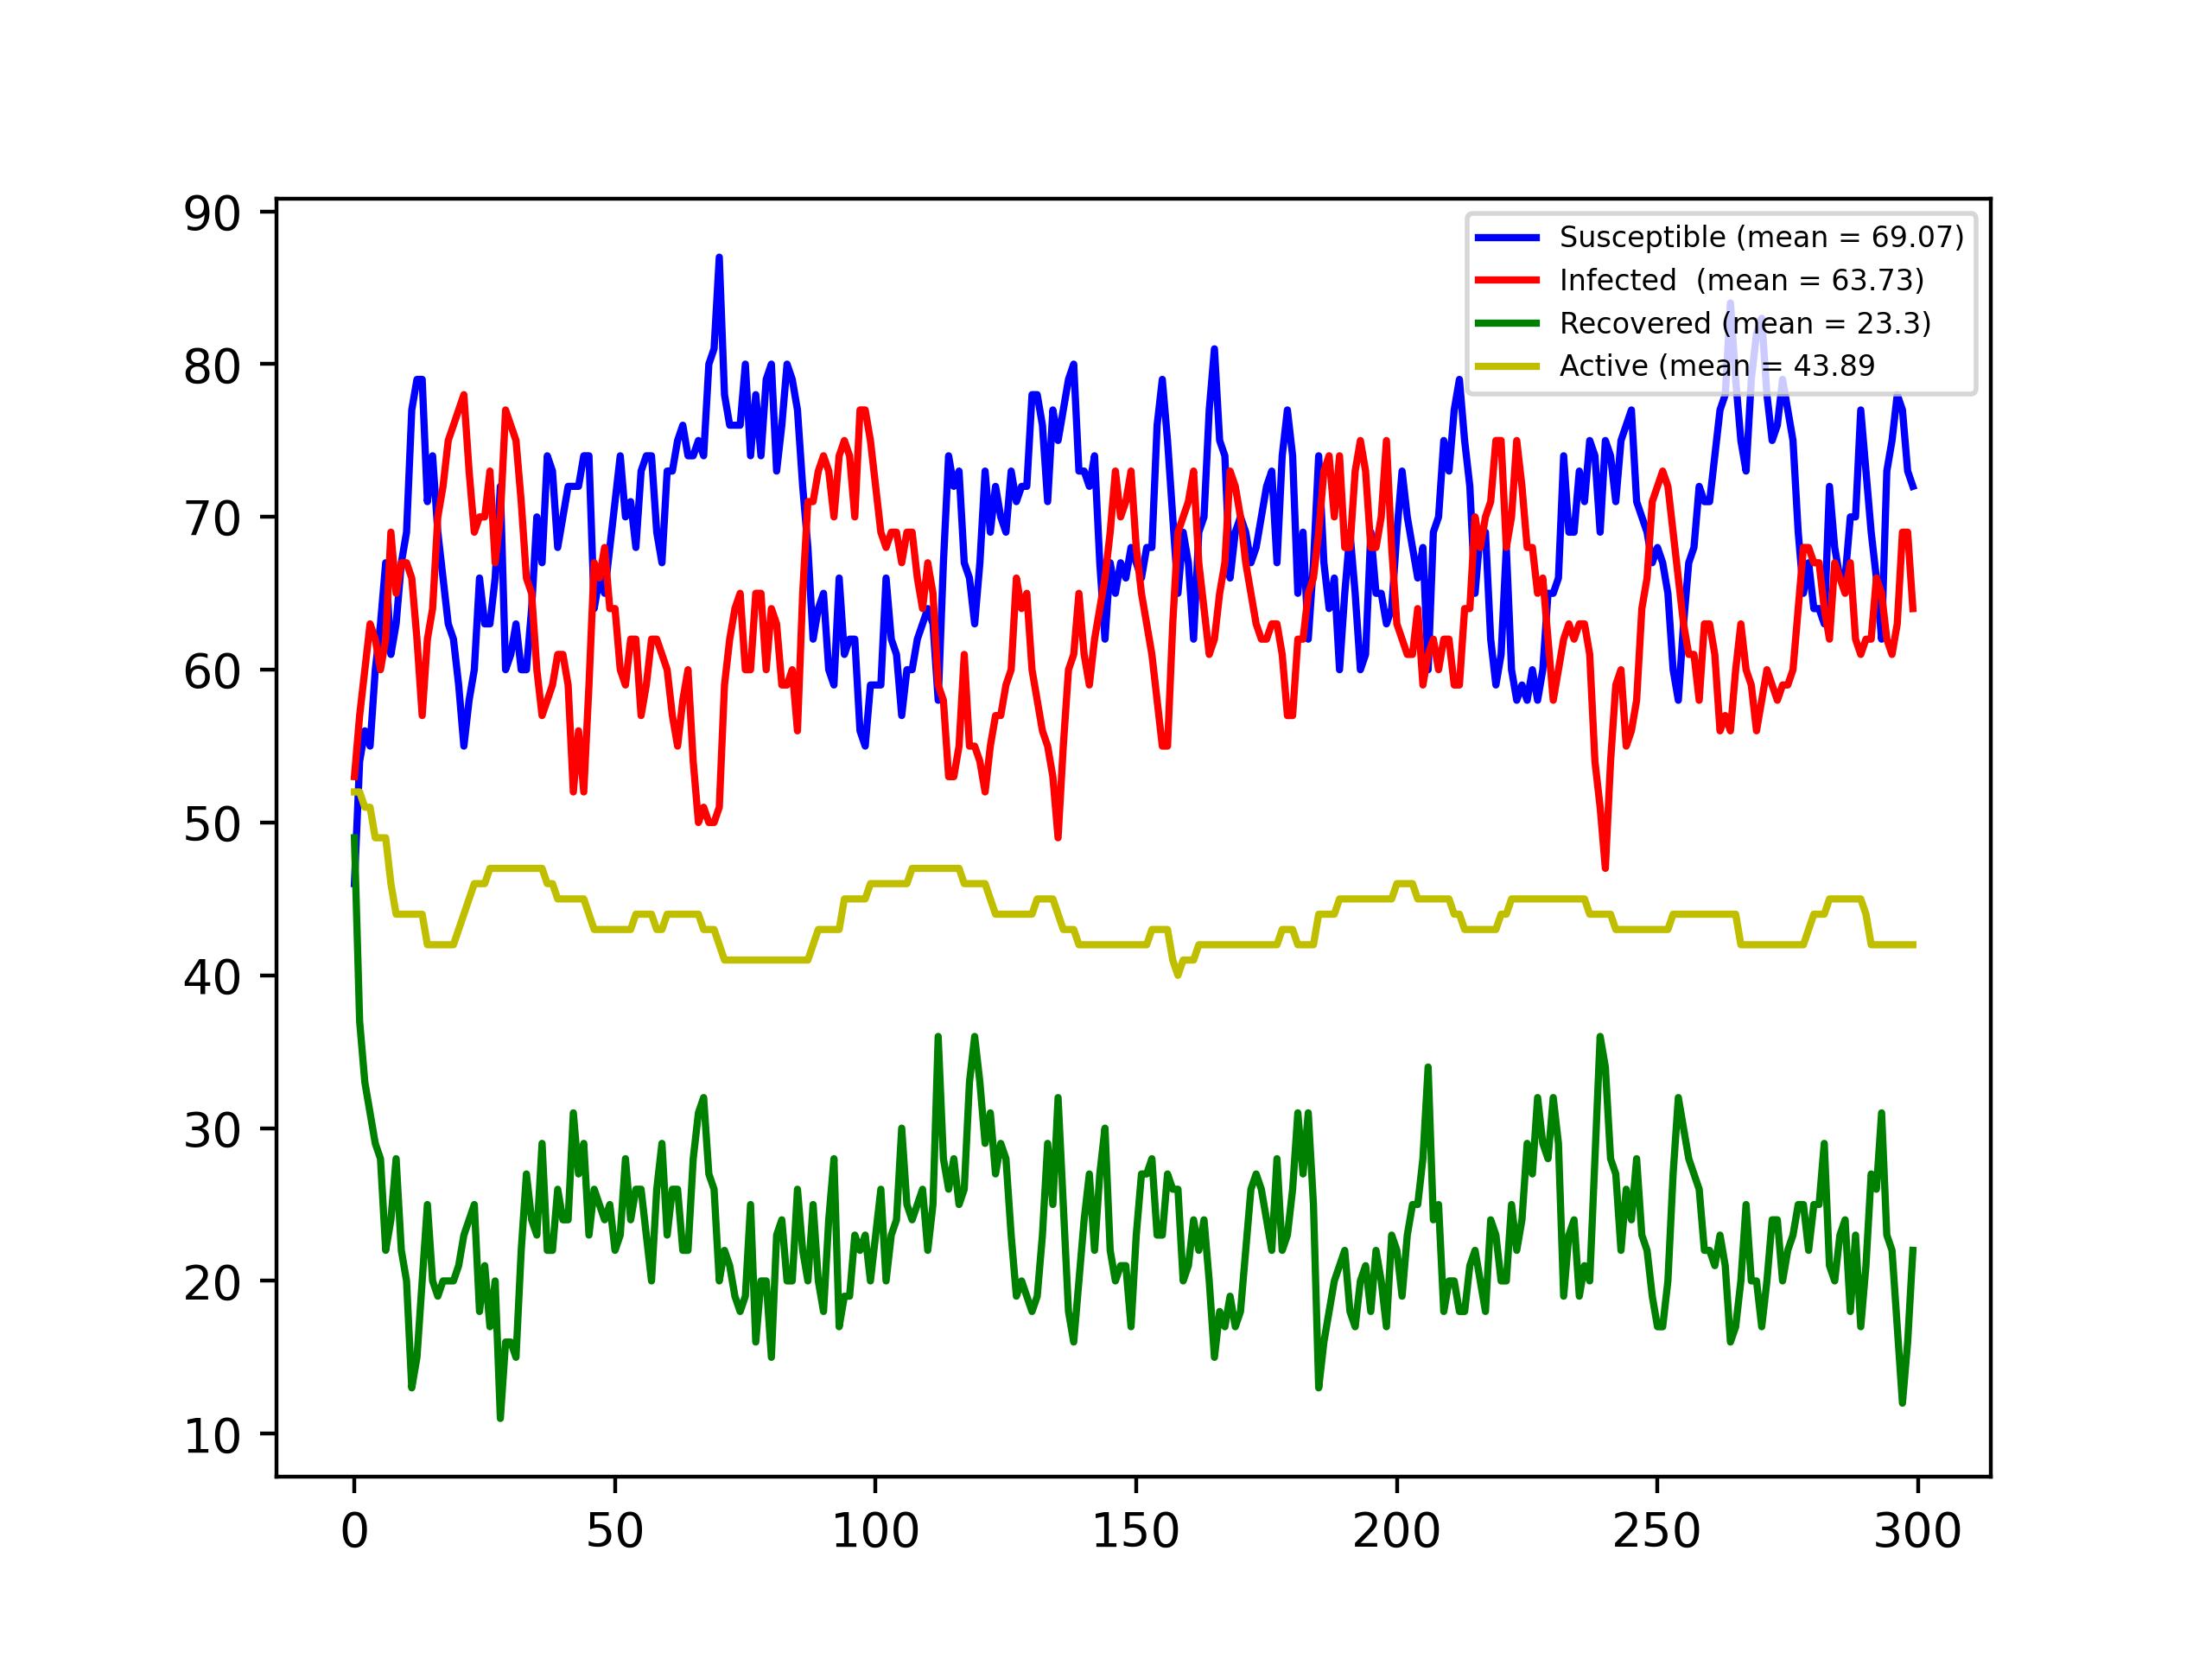 90
80
70
60
50
40
30
20
10
0 50 100 150 200 250 300
Susceptible (mean = 69.07)
Infected  (mean = 63.73)
Recovered (mean = 23.3)
Active (mean = 43.89